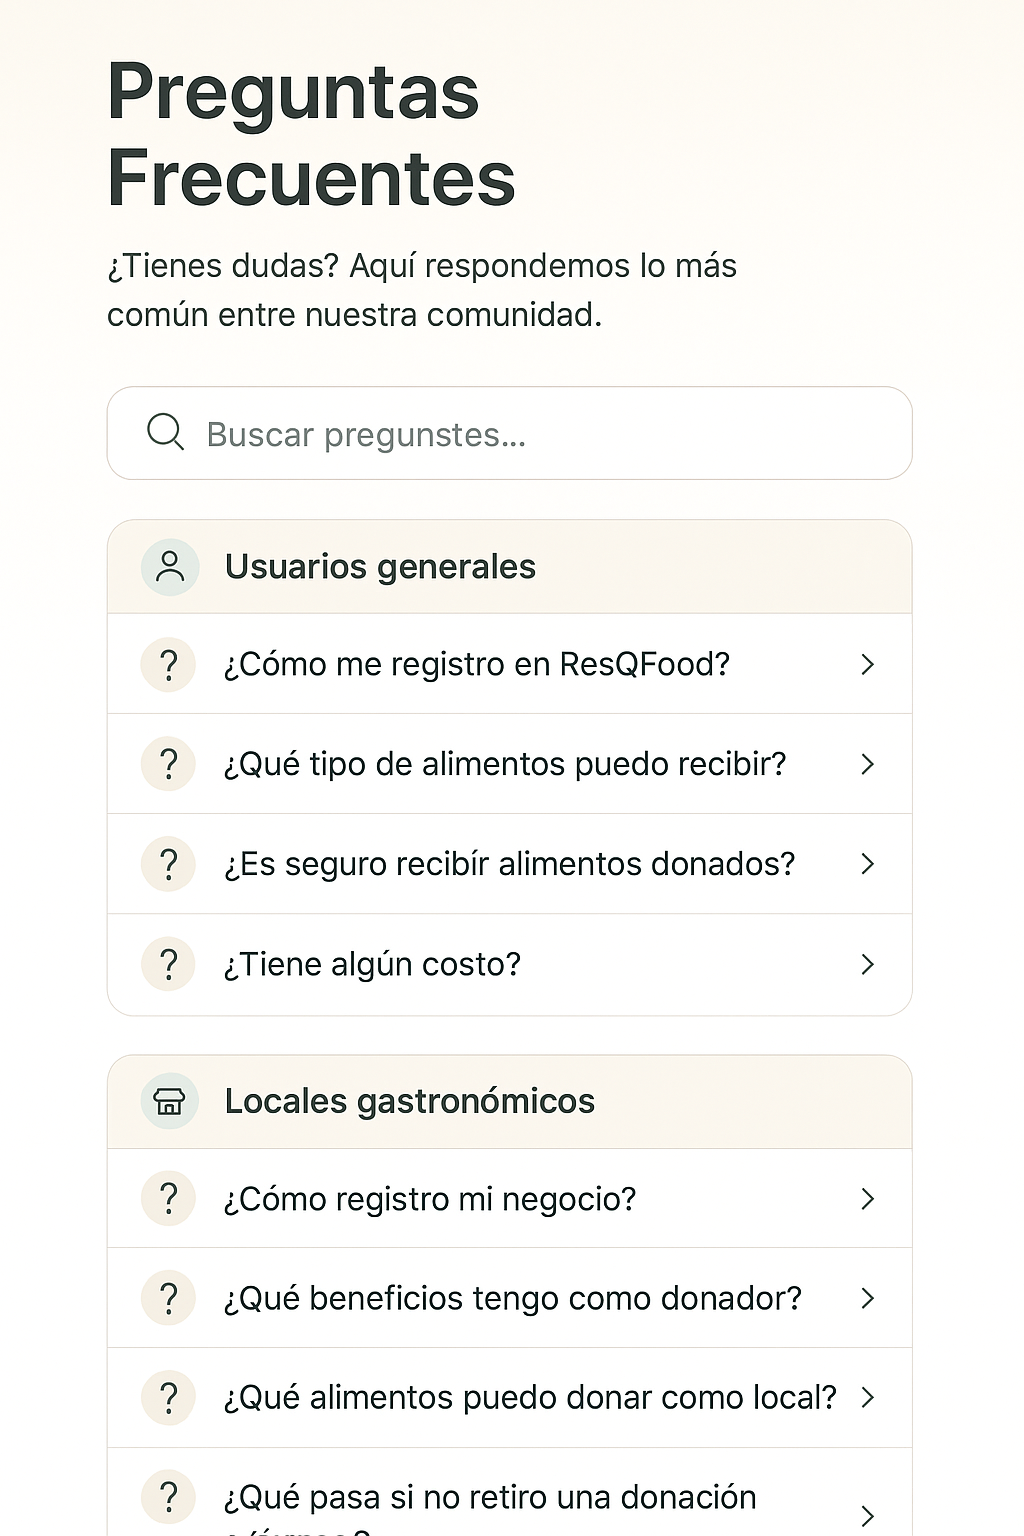 Preguntas
Frecuentes
¿Tienes dudas? Aquí respondemos lo más
común entre nuestra comunidad.
Buscar pregunstes...
Usuarios generales
? ¿Cómo me registro en ResQFood?
? ¿Qué tipo de alimentos puedo recibir?
? ¿Es seguro recibír alimentos donados?
? ¿Tiene algún costo?
Locales gastronómicos
? ¿Cómo registro mi negocio?
? ¿Qué beneficios tengo como donador?
? ¿Qué alimentos puedo donar como local?
? ¿Qué pasa si no retiro una donación